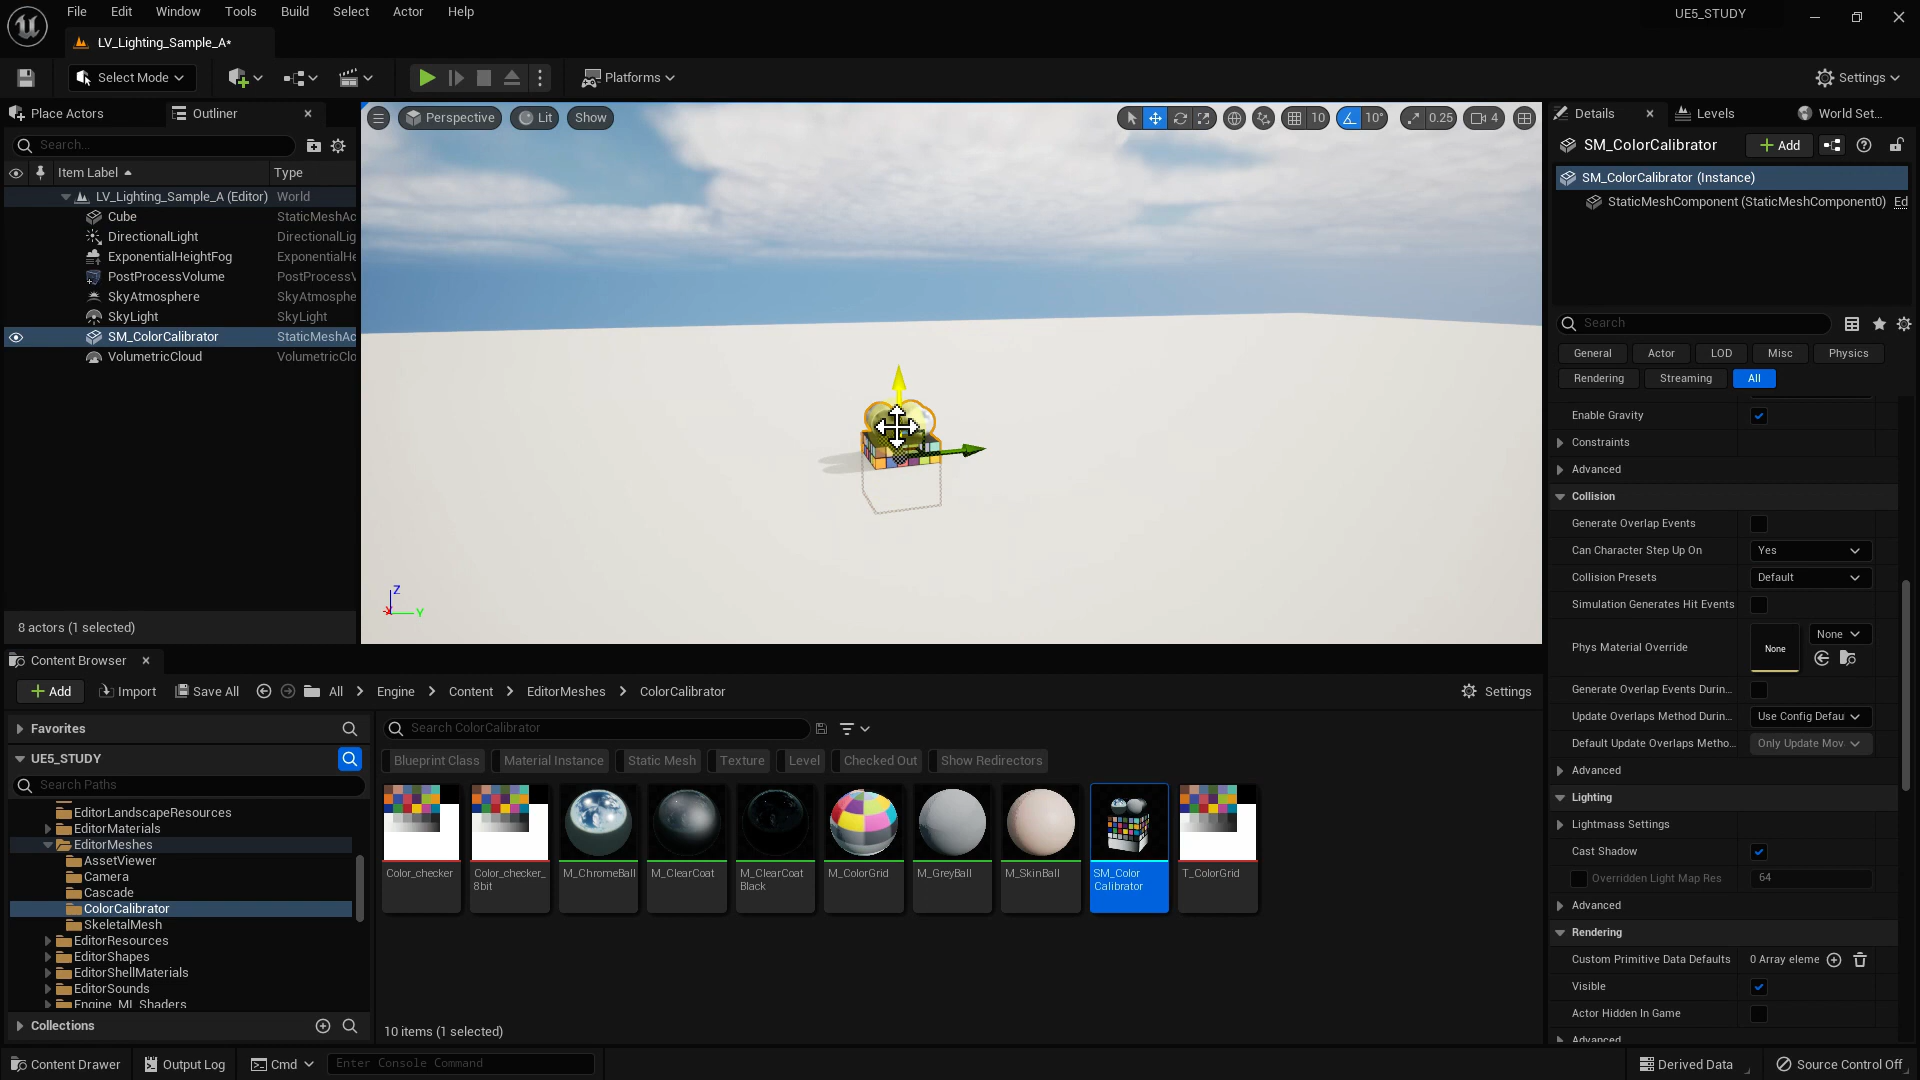 File Edit Window Tools Build Select Actor Help
UE5_STUDY
LV_Lighting_Sample_A*
Select Mode
Platforms
Settings
Place Actors
Outliner
Search...
Item Label
Type
LV_Lighting_Sample_A (Editor) World
Cube StaticMeshAc
DirectionalLight DirectionalLig
ExponentialHeightFog ExponentialHe
PostProcessVolume PostProcessV
SkyAtmosphere SkyAtmosphe
SkyLight SkyLight
SM_ColorCalibrator StaticMeshAc
VolumetricCloud VolumetricClo
8 actors (1 selected)
Perspective Lit Show
10 10° 0.25 4
Z
X
Y
Details
Levels
World Set...
SM_ColorCalibrator
Add
SM_ColorCalibrator (Instance)
StaticMeshComponent (StaticMeshComponent0) Ed
Search
General Actor LOD Misc Physics
Rendering Streaming All
Enable Gravity
Constraints
Advanced
Collision
Generate Overlap Events
Can Character Step Up On Yes
Collision Presets Default
Simulation Generates Hit Events
Phys Material Override None None
Generate Overlap Events Durin...
Update Overlaps Method Durin... Use Config Defau
Default Update Overlaps Metho... Only Update Mov
Advanced
Lighting
Lightmass Settings
Cast Shadow
Overridden Light Map Res 64
Advanced
Rendering
Custom Primitive Data Defaults 0 Array eleme
Visible
Actor Hidden In Game
Advanced
Content Browser
Add Import Save All All Engine Content EditorMeshes ColorCalibrator Settings
Favorites
UE5_STUDY
Search Paths
EditorLandscapeResources
EditorMaterials
EditorMeshes
AssetViewer
Camera
Cascade
ColorCalibrator
SkeletalMesh
EditorResources
EditorShapes
EditorShellMaterials
EditorSounds
Engine_MI_Shaders
Collections
Search ColorCalibrator
Blueprint Class Material Instance Static Mesh Texture Level Checked Out Show Redirectors
Color_checker
Color_checker_
8bit
M_ChromeBall
M_ClearCoat
M_ClearCoat
Black
M_ColorGrid
M_GreyBall
M_SkinBall
SM_Color
Calibrator
T_ColorGrid
10 items (1 selected)
Content Drawer Output Log Cmd Enter Console Command Derived Data Source Control Off